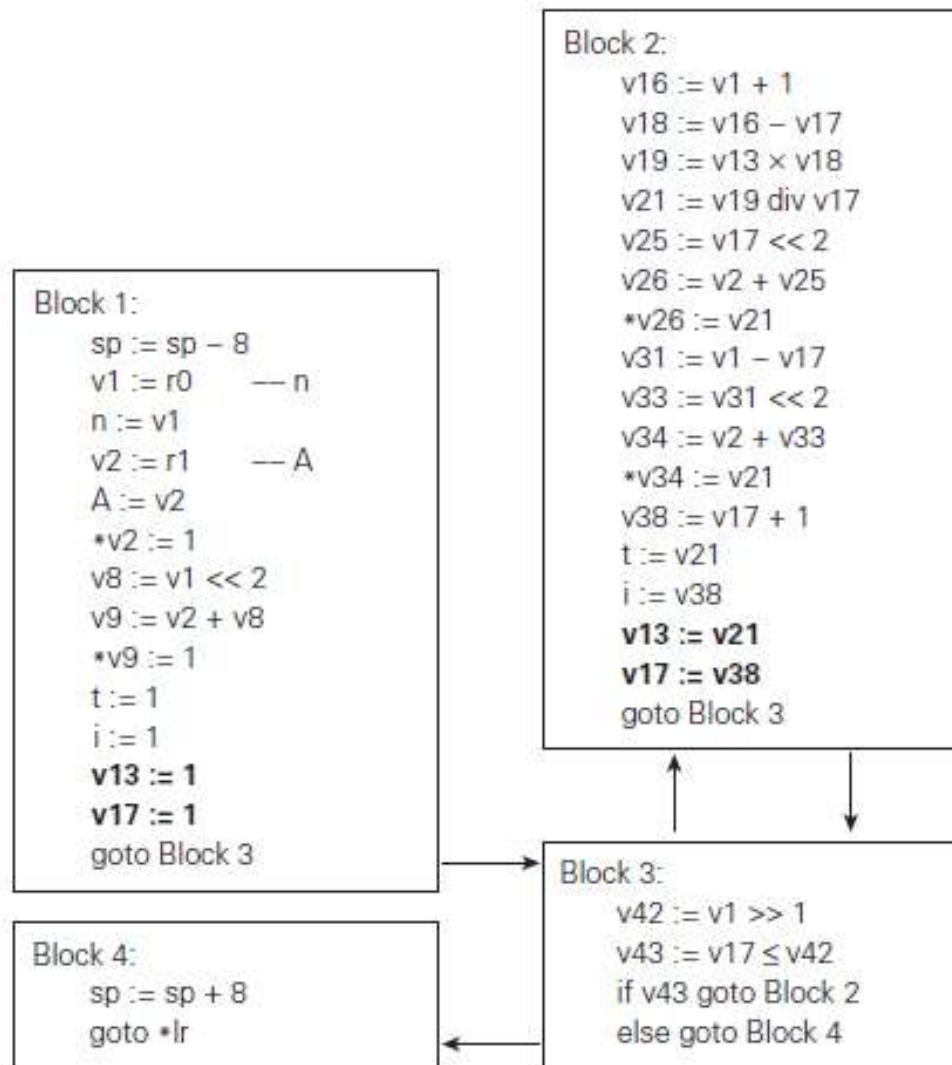 Block 1:
sp := sp – 8
v1 := r0 –– n
n := v1
v2 := r1 –– A
A := v2
*v2 := 1
v8 := v1 << 2
v9 := v2 + v8
*v9 := 1
t := 1
i := 1
v13 := 1
v17 := 1
goto Block 3
Block 2:
v16 := v1 + 1
v18 := v16 – v17
v19 := v13 × v18
v21 := v19 div v17
v25 := v17 << 2
v26 := v2 + v25
*v26 := v21
v31 := v1 – v17
v33 := v31 << 2
v34 := v2 + v33
*v34 := v21
v38 := v17 + 1
t := v21
i := v38
v13 := v21
v17 := v38
goto Block 3
Block 3:
v42 := v1 >> 1
v43 := v17 ≤ v42
if v43 goto Block 2
else goto Block 4
Block 4:
sp := sp + 8
goto *lr